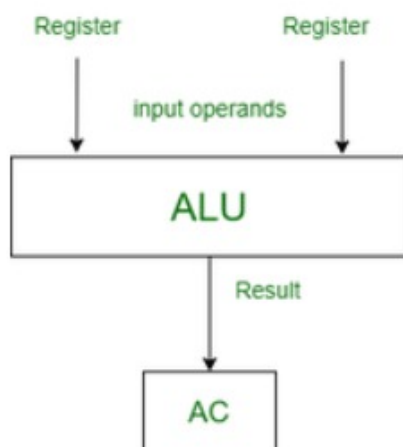 Register
Register
input operands
ALU
Result
AC